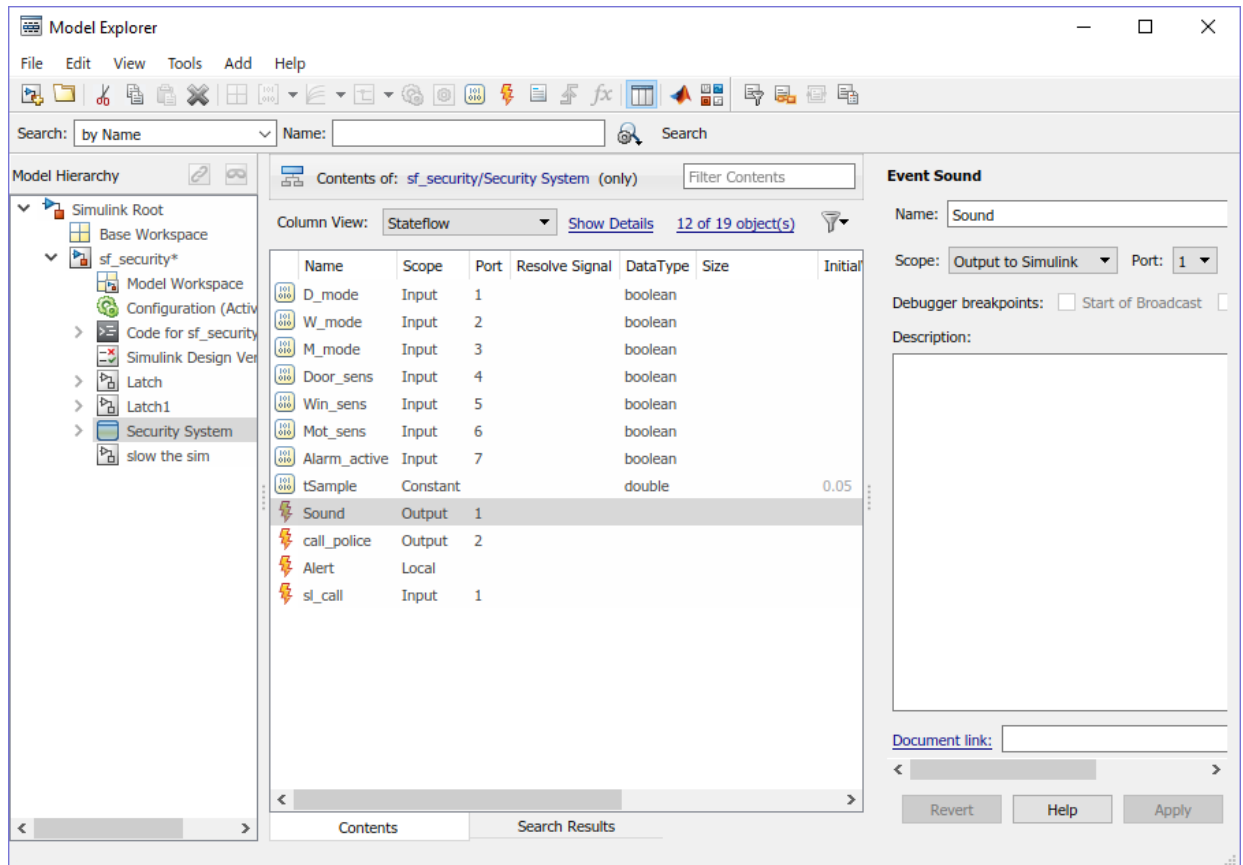 Model Explorer
File Edit View Tools Add Help
Search: by Name Name: Search
Model Hierarchy
Simulink Root
Base Workspace
sf_security*
Model Workspace
Configuration (Activ
Code for sf_security
Simulink Design Ver
Latch
Latch1
Security System
slow the sim
Contents of: sf_security/Security System (only) Filter Contents
Column View: Stateflow Show Details 12 of 19 object(s)
Name Scope Port Resolve Signal DataType Size Initial
D_mode Input 1 boolean
W_mode Input 2 boolean
M_mode Input 3 boolean
Door_sens Input 4 boolean
Win_sens Input 5 boolean
Mot_sens Input 6 boolean
Alarm_active Input 7 boolean
tSample Constant double 0.05
Sound Output 1
call_police Output 2
Alert Local
sl_call Input 1
Contents Search Results
Event Sound
Name: Sound
Scope: Output to Simulink Port: 1
Debugger breakpoints: Start of Broadcast
Description:
Document link:
Revert Help Apply